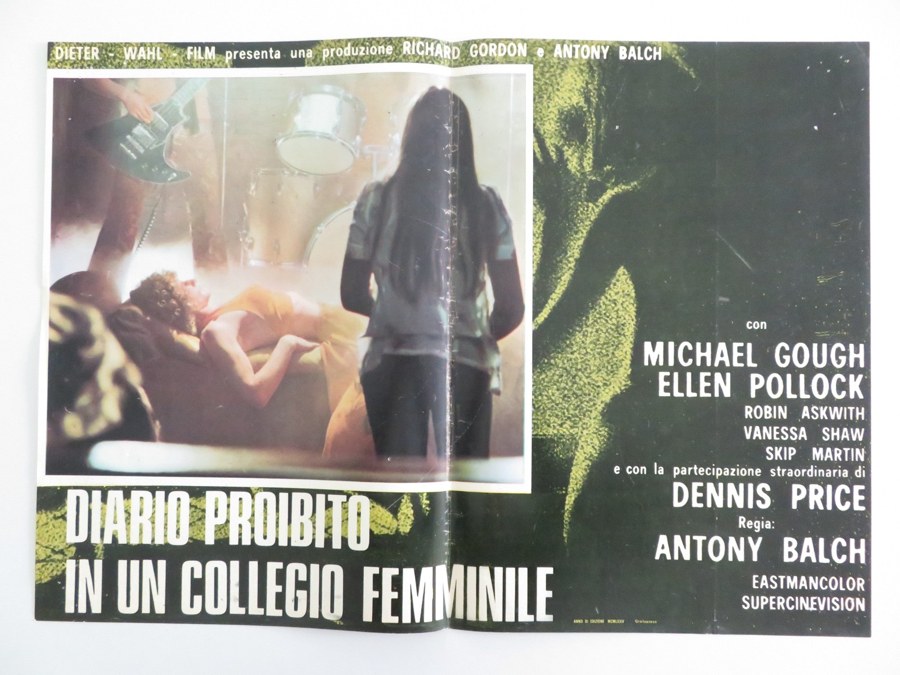 DIETER - WAHL - FILM presenta una produzione RICHARD GORDON e ANTONY BALCH
con
MICHAEL GOUGH
ELLEN POLLOCK
ROBIN ASKWITH
VANESSA SHAW
SKIP MARTIN
e con la partecipazione straordinaria di
DENNIS PRICE
Regia:
ANTONY BALCH
EASTMANCOLOR
SUPERCINEVISION
DIARIO PROIBITO
IN UN COLLEGIO FEMMINILE